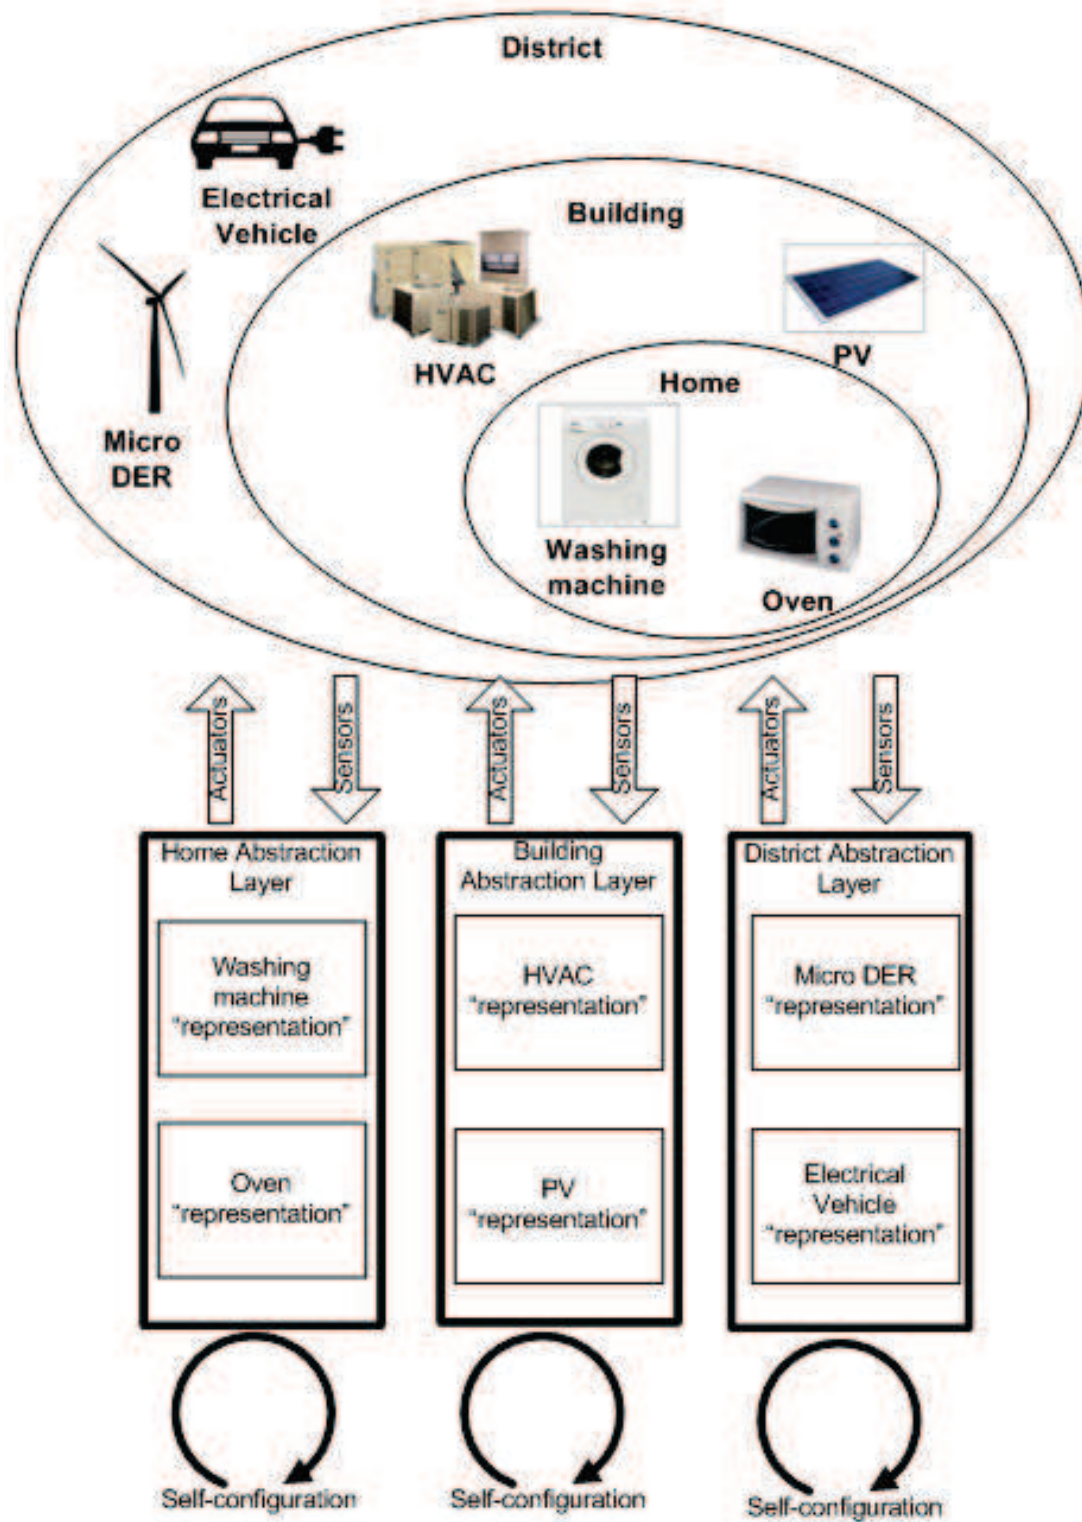 District
Electrical
Vehicle
Building
HVAC
PV
Home
Micro
DER
Washing
machine
Oven
Actuators
Sensors
Actuators
Sensors
Actuators
Sensors
Home Abstraction
Layer
Washing
machine
“representation”
Oven
“representation”
Building
Abstraction Layer
HVAC
“representation”
PV
“representation”
District Abstraction
Layer
Micro DER
“representation”
Electrical
Vehicle
“representation”
Self-configuration
Self-configuration
Self-configuration